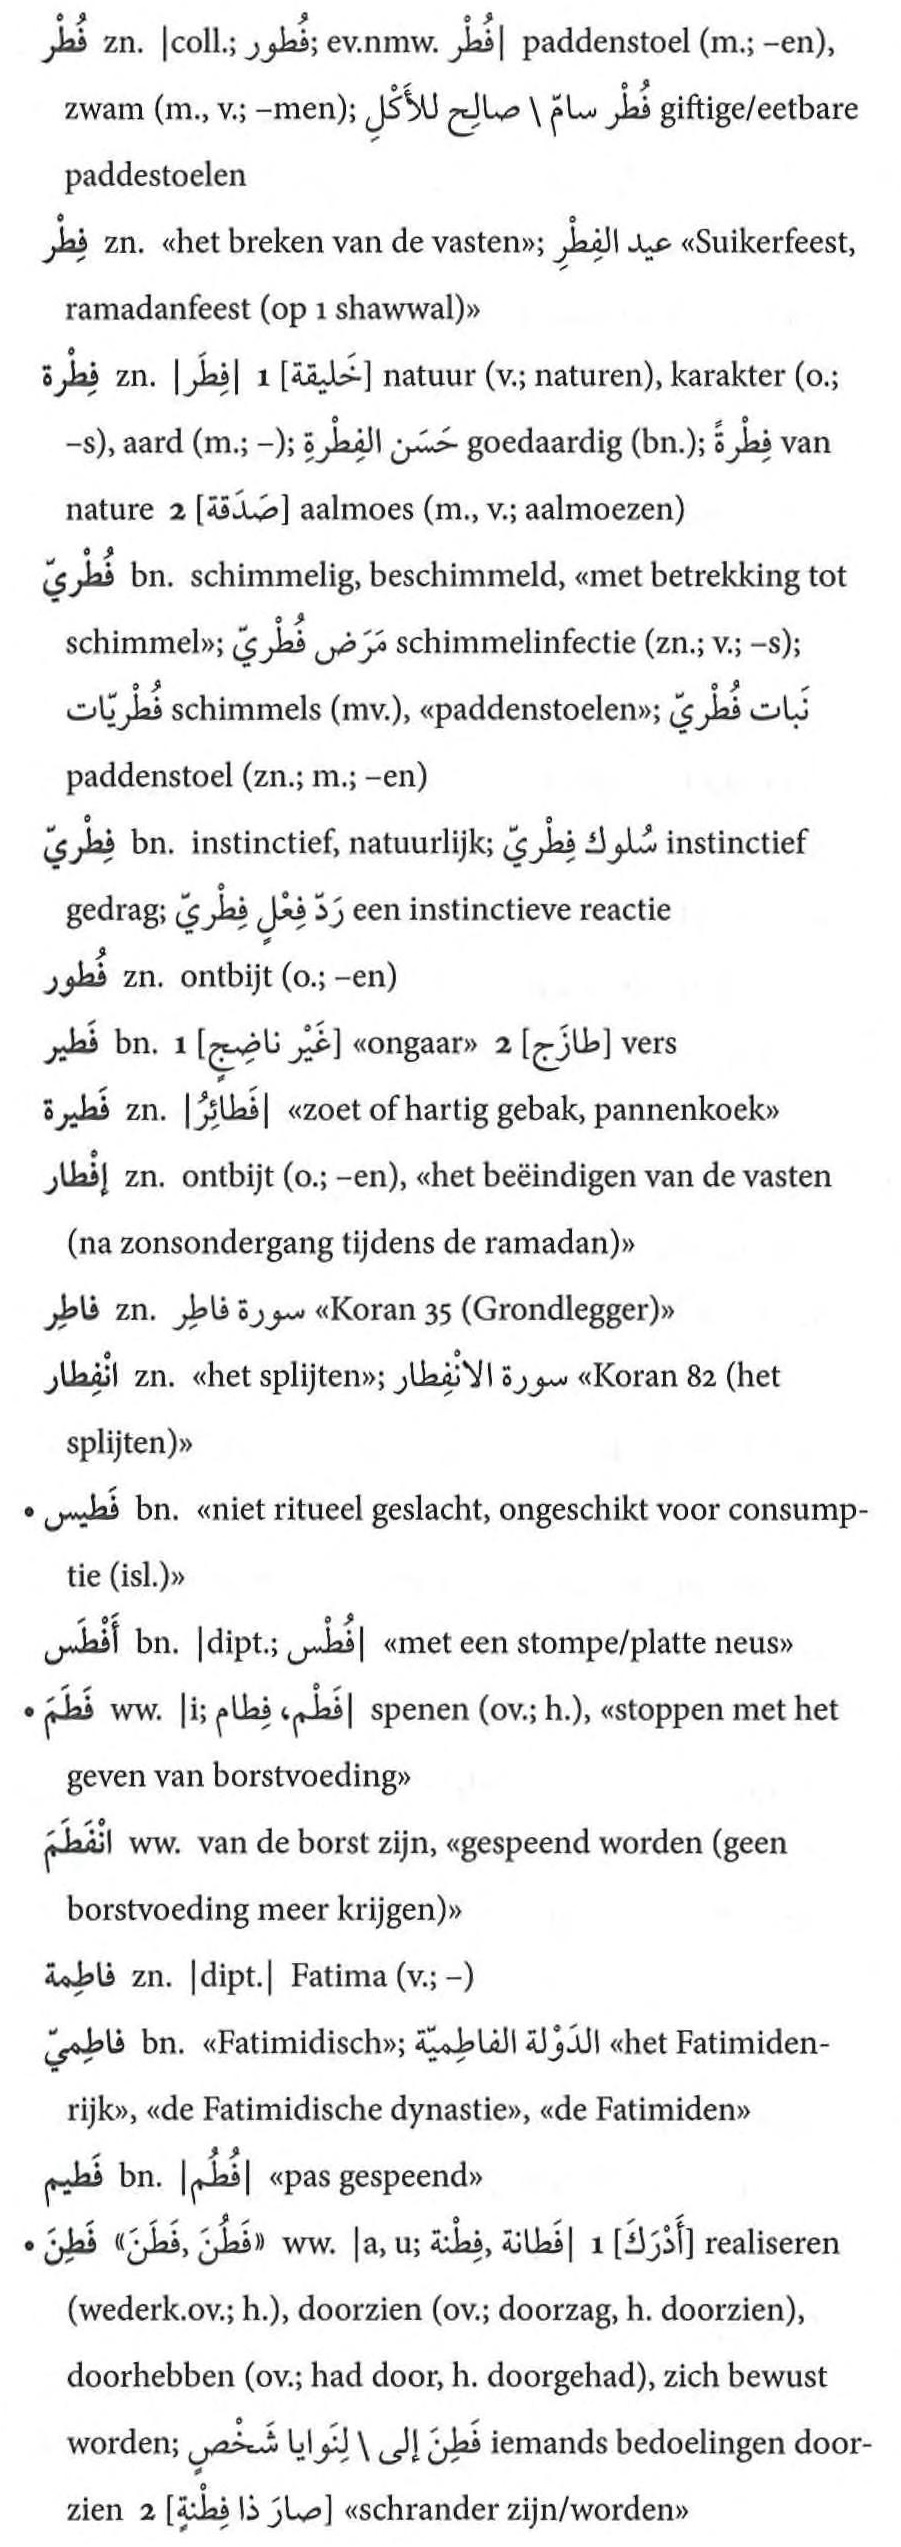 فُطْر zn. |coll.; فُطور; ev.nmw. فُطْر| paddenstoel (m.; –en),
zwam (m., v.; –men); فُطْر سامّ \ صالِح للأَكْلِ giftige/eetbare
paddestoelen
فِطْر zn. «het breken van de vasten»; عيد الفِطْرِ «Suikerfeest,
ramadanfeest (op 1 shawwal)»
فِطْرة zn. |فِطَر| 1 [خَليقة] natuur (v.; naturen), karakter (o.;
–s), aard (m.; –); حَسَن الفِطْرةِ goedaardig (bn.); فِطْرةً van
nature 2 [صَدَقة] aalmoes (m., v.; aalmoezen)
فُطْريّ bn. schimmelig, beschimmeld, «met betrekking tot
schimmel»; مَرَض فُطْريّ schimmelinfectie (zn.; v.; –s);
فُطْريّات schimmels (mv.), «paddenstoelen»; نَبات فُطْريّ
paddenstoel (zn.; m.; –en)
فِطْريّ bn. instinctief, natuurlijk; سُلوك فِطْريّ instinctief
gedrag; رَدّ فِعْلٍ فِطْريّ een instinctieve reactie
فُطور zn. ontbijt (o.; –en)
فَطير bn. 1 [غَيْر ناضِجٍ] «ongaar» 2 [طازَج] vers
فَطيرة zn. |فَطائِرُ| «zoet of hartig gebak, pannenkoek»
إفْطار zn. ontbijt (o.; –en), «het beëindigen van de vasten
(na zonsondergang tijdens de ramadan)»
فاطِر zn. سورة فاطِر «Koran 35 (Grondlegger)»
انْفِطار zn. «het splijten»; سورة الانْفِطار «Koran 82 (het
splijten)»
• فَطيس bn. «niet ritueel geslacht, ongeschikt voor consump-
tie (isl.)»
أَفْطَس bn. |dipt.; فُطْس| «met een stompe/platte neus»
• فَطَمَ ww. |i; فَطْم، فِطام| spenen (ov.; h.), «stoppen met het
geven van borstvoeding»
انْفَطَمَ ww. van de borst zijn, «gespeend worden (geen
borstvoeding meer krijgen)»
فاطِمة zn. |dipt.| Fatima (v.; –)
فاطِميّ bn. «Fatimidisch»; الدَوْلة الفاطِميّة «het Fatimiden-
rijk», «de Fatimidische dynastie», «de Fatimiden»
فَطيم bn. |فُطُم| «pas gespeend»
• فَطِنَ «فَطُنَ, فَطَنَ» ww. |a, u; فَطانة, فِطْنة| 1 [أَدْرَكَ] realiseren
(wederk.ov.; h.), doorzien (ov.; doorzag, h. doorzien),
doorhebben (ov.; had door, h. doorgehad), zich bewust
worden; فَطِنَ إلى \ لِنَوايا شَخْصٍ iemands bedoelingen door-
zien 2 [صارَ ذا فِطْنةٍ] «schrander zijn/worden»